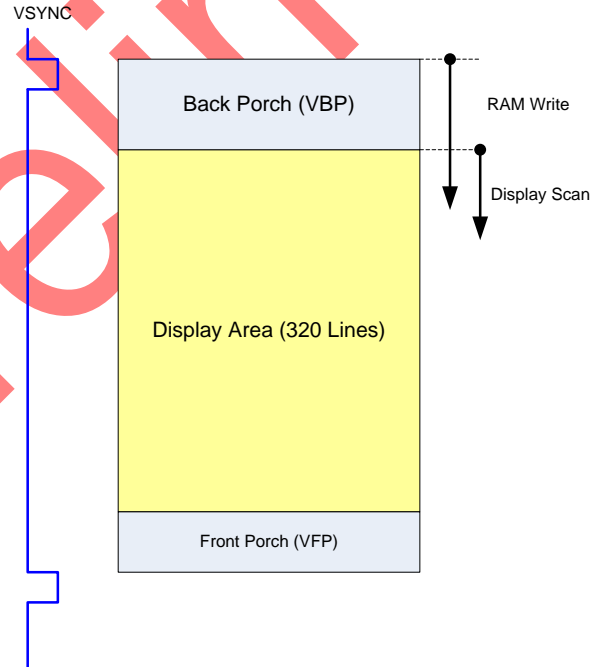 VSYNC
Back Porch (VBP)
RAM Write
Display Scan
Display Area (320 Lines)
Front Porch (VFP)